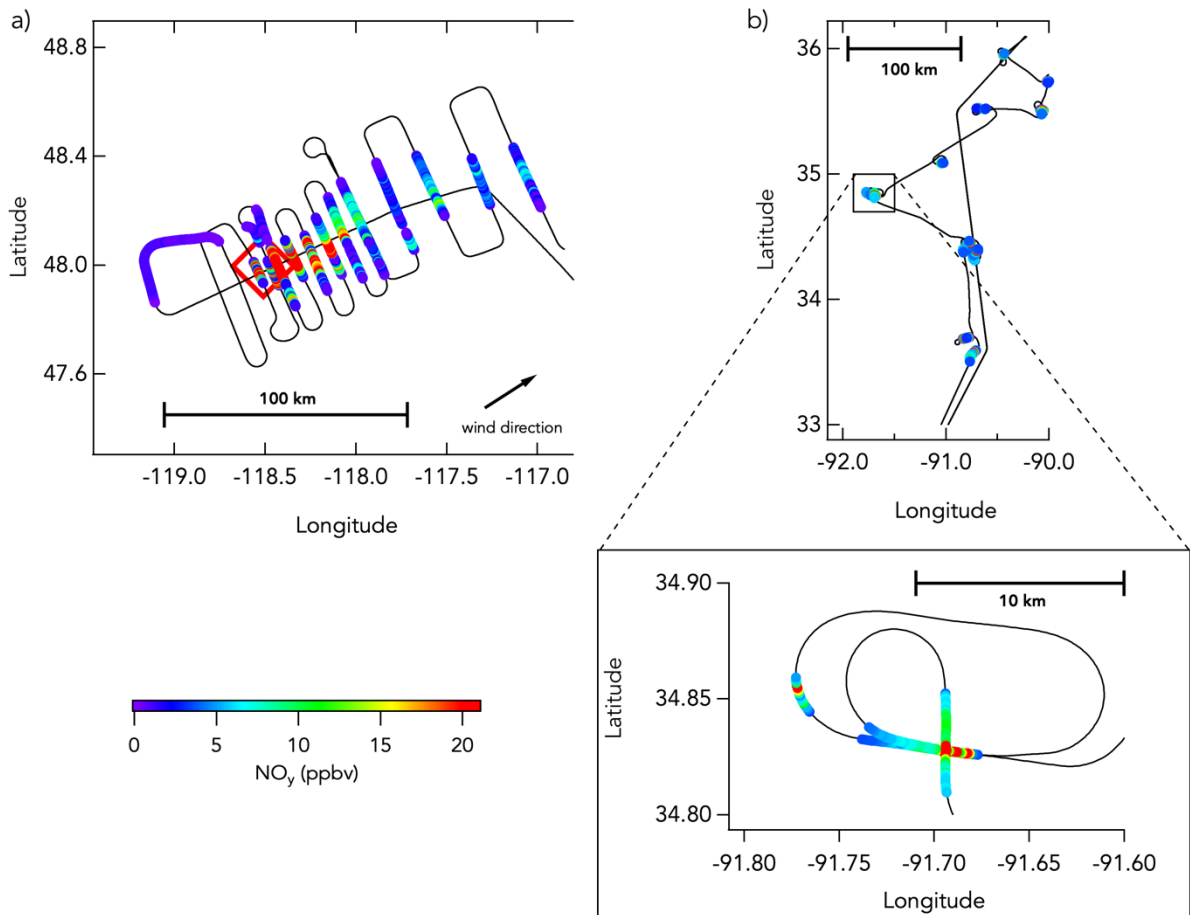 a)
48.8
48.4
48.0
47.6
Latitude
100 km
wind direction
-119.0 -118.5 -118.0 -117.5 -117.0
Longitude
b)
36
35
34
33
Latitude
100 km
-92.0 -91.0 -90.0
Longitude
0 5 10 15 20
NOy (ppbv)
34.90
34.85
34.80
Latitude
10 km
-91.80 -91.75 -91.70 -91.65 -91.60
Longitude